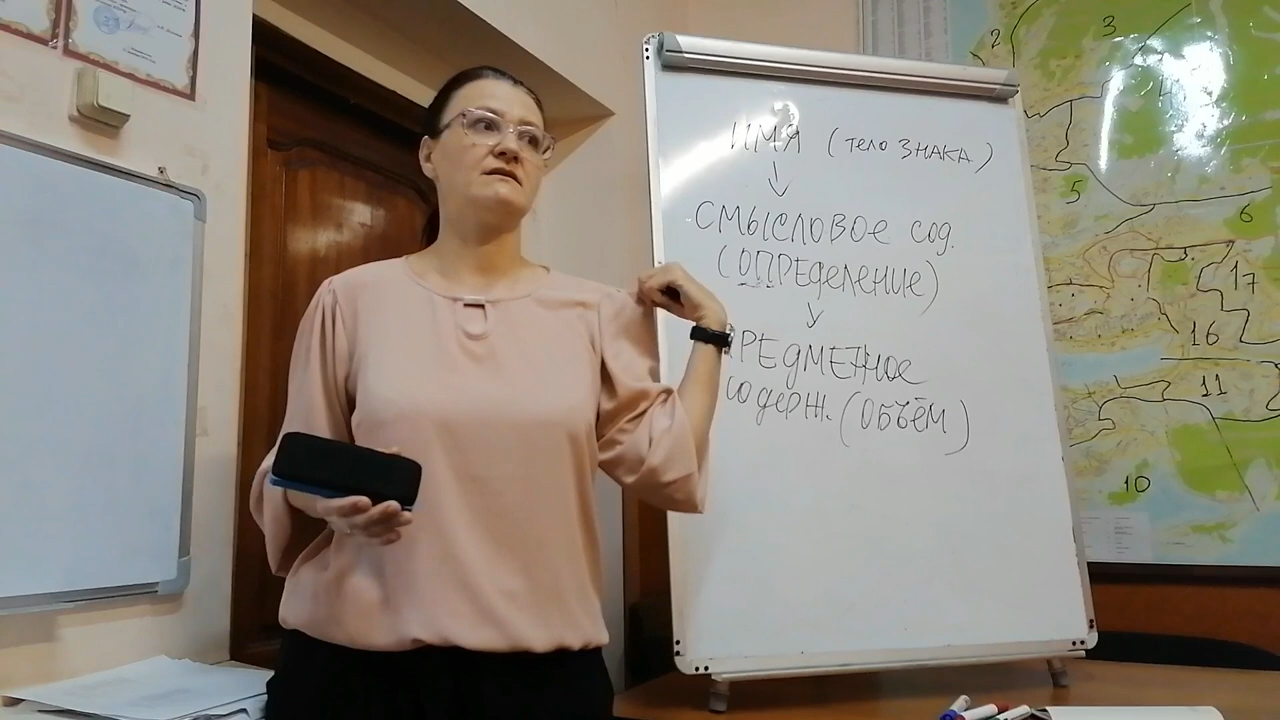 ИМЯ (тело ЗНАКА)
СМЫСЛОВОЕ сод.
(ОПРЕДЕЛЕНИЕ)
РЕДМЕТНОЕ
содерж. (ОБЪЁМ)
2
3
5
6
17
16
11
10